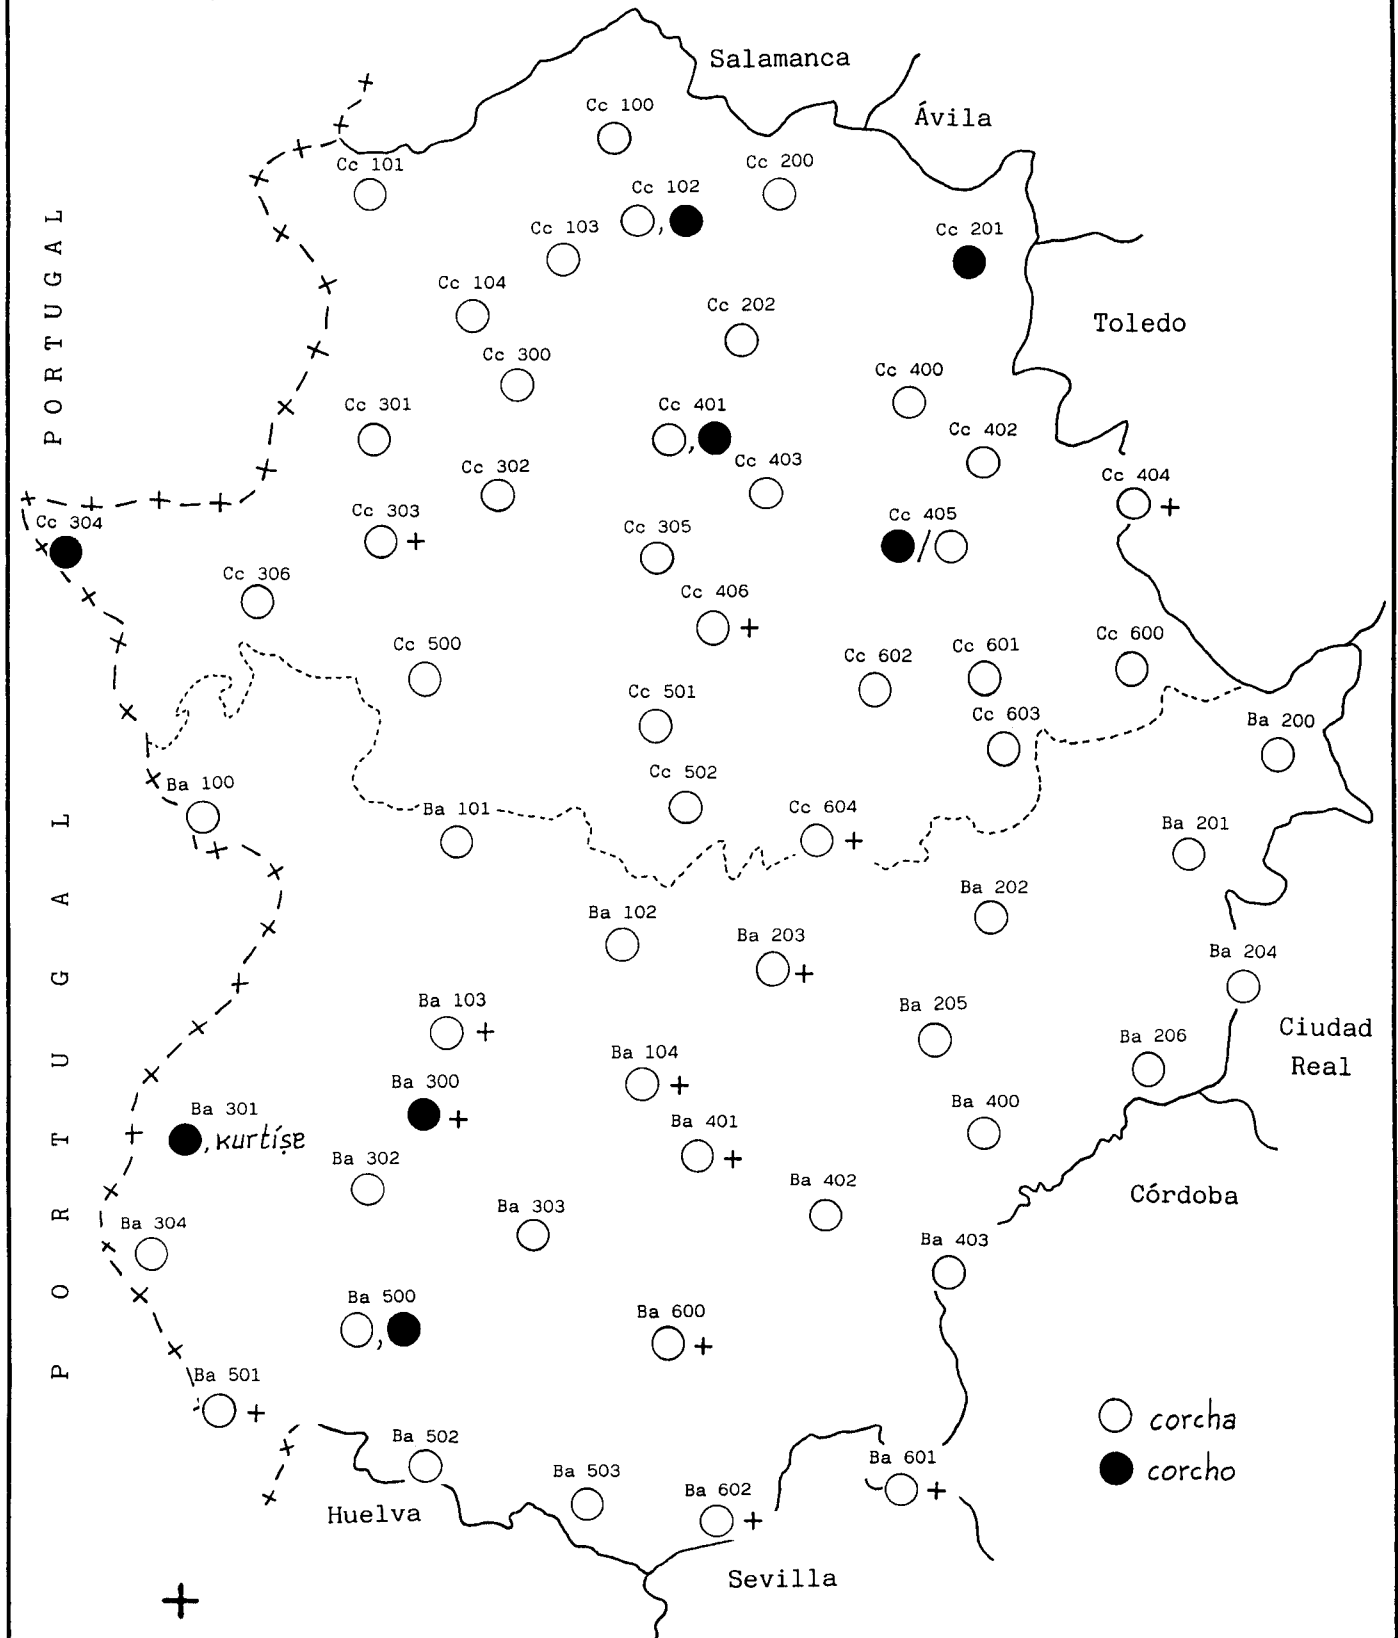 Salamanca
Ávila
Cc 100
Cc 101
Cc 200
Cc 102
,
Cc 103
Cc 201
PORTUGAL
Cc 104
Cc 202
Toledo
Cc 300
Cc 400
Cc 301
Cc 401
,
Cc 402
Cc 302
Cc 403
Cc 404
+
Cc 304
Cc 303
+
Cc 305
Cc 405
/
Cc 306
Cc 406
+
Cc 500
Cc 602
Cc 601
Cc 600
Cc 501
Cc 603
Ba 200
Ba 100
Cc 502
Ba 101
Cc 604
+
Ba 201
PORTUGAL
Ba 102
Ba 202
Ba 203
+
Ba 204
Ba 103
+
Ba 205
Ciudad
Real
Ba 206
Ba 104
+
Ba 300
+
Ba 301
, kurtíșe
Ba 401
+
Ba 400
Ba 302
Ba 402
Córdoba
Ba 303
Ba 304
Ba 403
Ba 500
,
Ba 600
+
Ba 501
+
corcha
corcho
Ba 502
Ba 503
Ba 602
+
Ba 601
+
Huelva
Sevilla
+